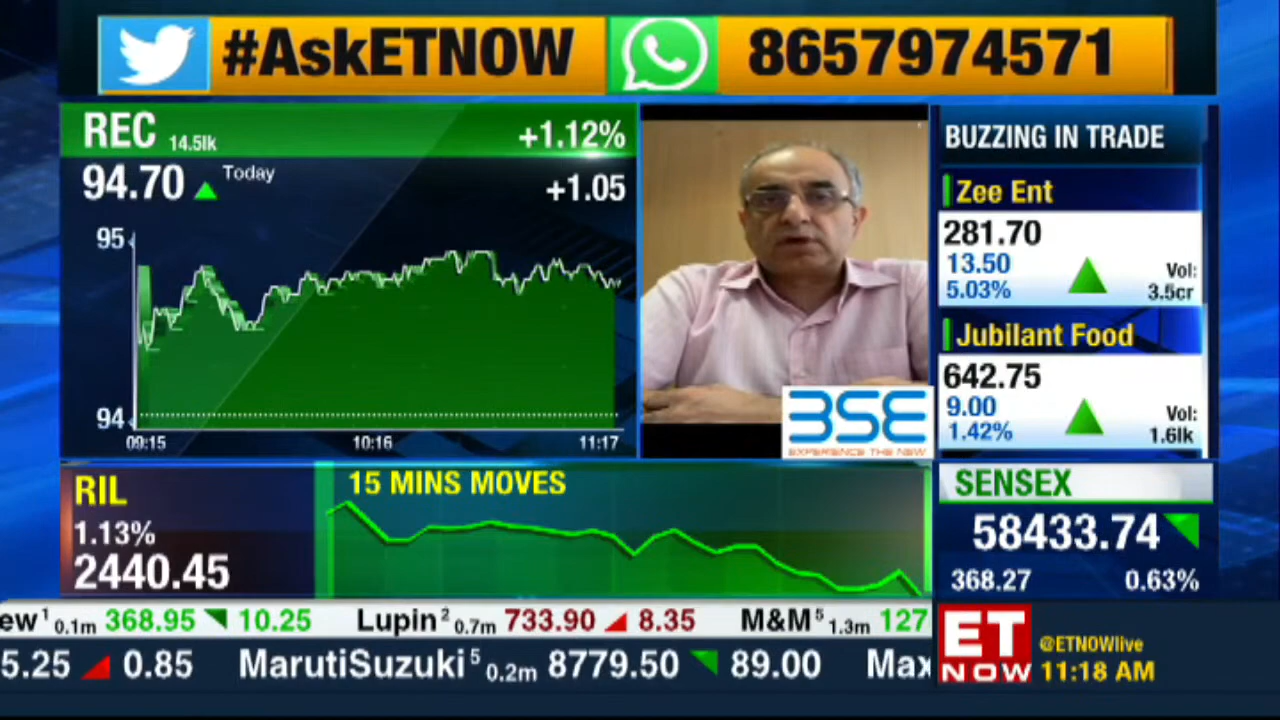 #AskETNOW 8657974571
REC 14.5lk +1.12%
94.70 Today +1.05
95
94
09:15 10:16 11:17
BUZZING IN TRADE
Zee Ent
281.70
13.50
5.03%
Vol:
3.5cr
Jubilant Food
642.75
9.00
1.42%
Vol:
1.6lk
BSE
EXPERIENCE THE NEW
RIL
1.13%
2440.45
15 MINS MOVES
SENSEX
58433.74
368.27 0.63%
ew 1 0.1m 368.95 10.25 Lupin 2 0.7m 733.90 8.35 M&M 5 1.3m 127
5.25 0.85 MarutiSuzuki 5 0.2m 8779.50 89.00 Max
ET
NOW
@ETNOWlive
11:18 AM